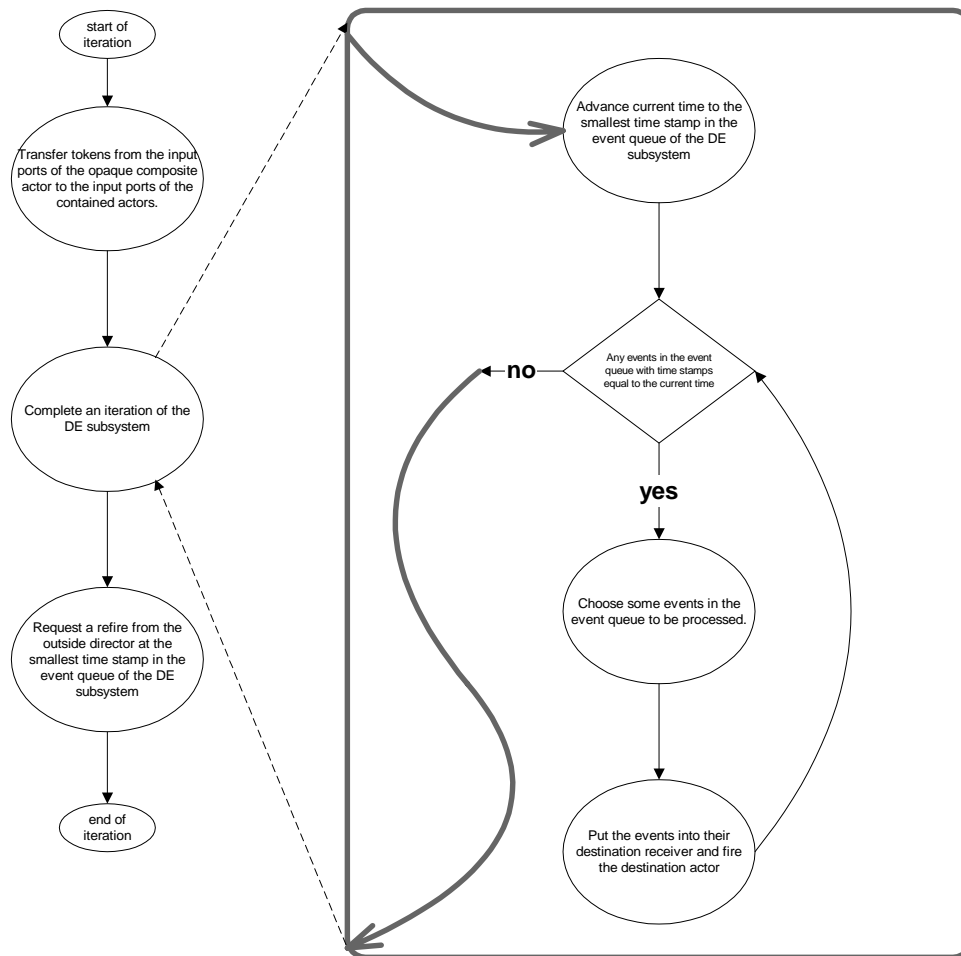 start of
iteration
Transfer tokens from the input
ports of the opaque composite
actor to the input ports of the
contained actors.
Complete an iteration of the
DE subsystem
Request a refire from the
outside director at the
smallest time stamp in the
event queue of the DE
subsystem
end of
iteration
Advance current time to the
smallest time stamp in the
event queue of the DE
subsystem
Any events in the event
queue with time stamps
equal to the current time
no
yes
Choose some events in the
event queue to be processed.
Put the events into their
destination receiver and fire
the destination actor